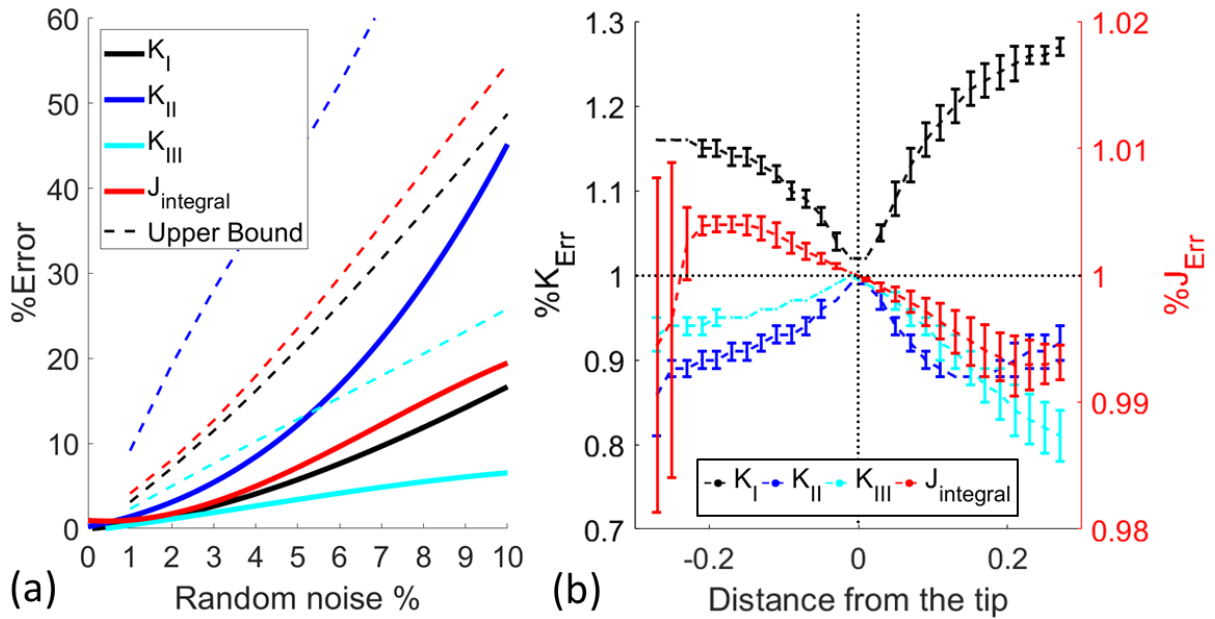 60
50
40
30
20
10
0
%Error
K_I
K_II
K_III
J_integral
Upper Bound
0 1 2 3 4 5 6 7 8 9 10
Random noise %
(a)
1.3
1.2
1.1
1
0.9
0.8
0.7
%K_Err
K_I K_II K_III J_integral
-0.2 0 0.2
Distance from the tip
(b)
1.02
1.01
1
0.99
0.98
%J_Err